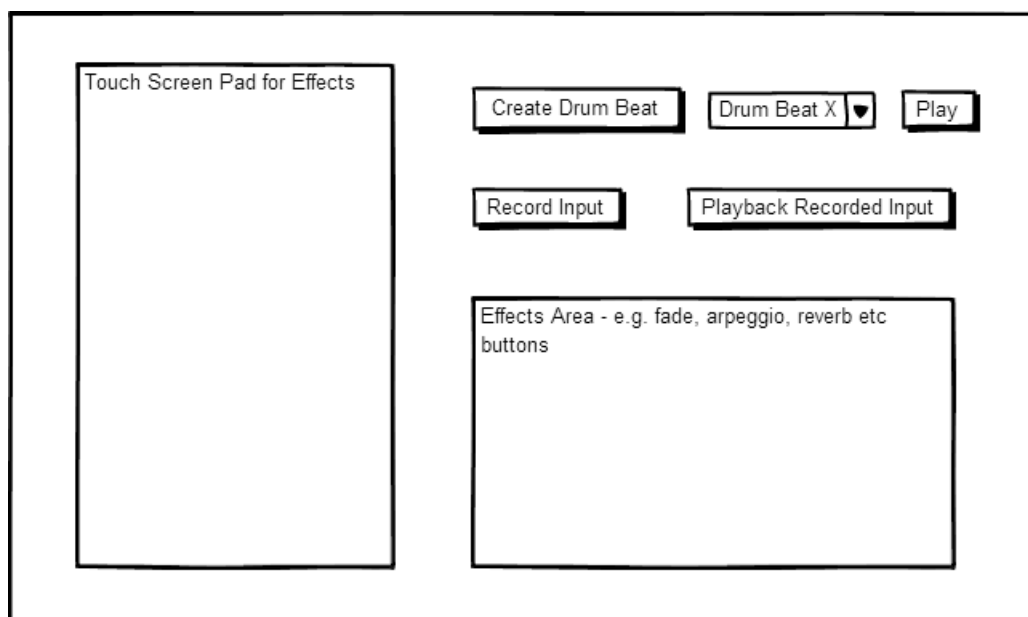 Touch Screen Pad for Effects
Create Drum Beat
Drum Beat X
Play
Record Input
Playback Recorded Input
Effects Area - e.g. fade, arpeggio, reverb etc
buttons